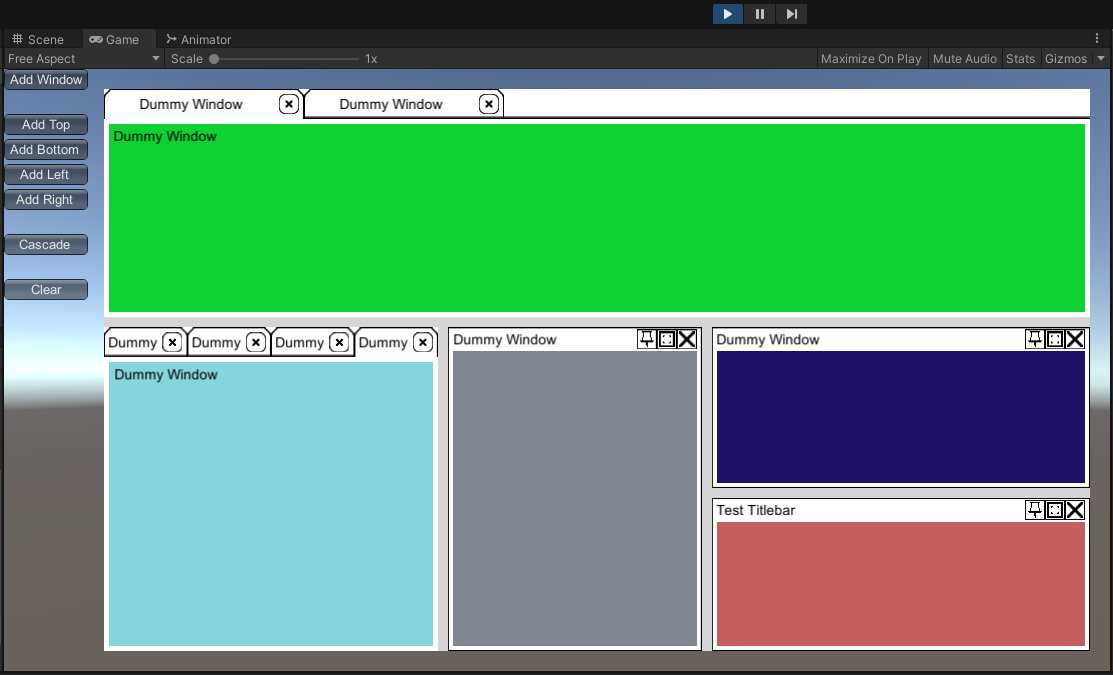 Scene Game Animator
Free Aspect Scale 1x Maximize On Play Mute Audio Stats Gizmos
Add Window
Add Top
Add Bottom
Add Left
Add Right
Cascade
Clear
Dummy Window Dummy Window
Dummy Window
Dummy Dummy Dummy Dummy
Dummy Window
Dummy Window
Dummy Window
Test Titlebar